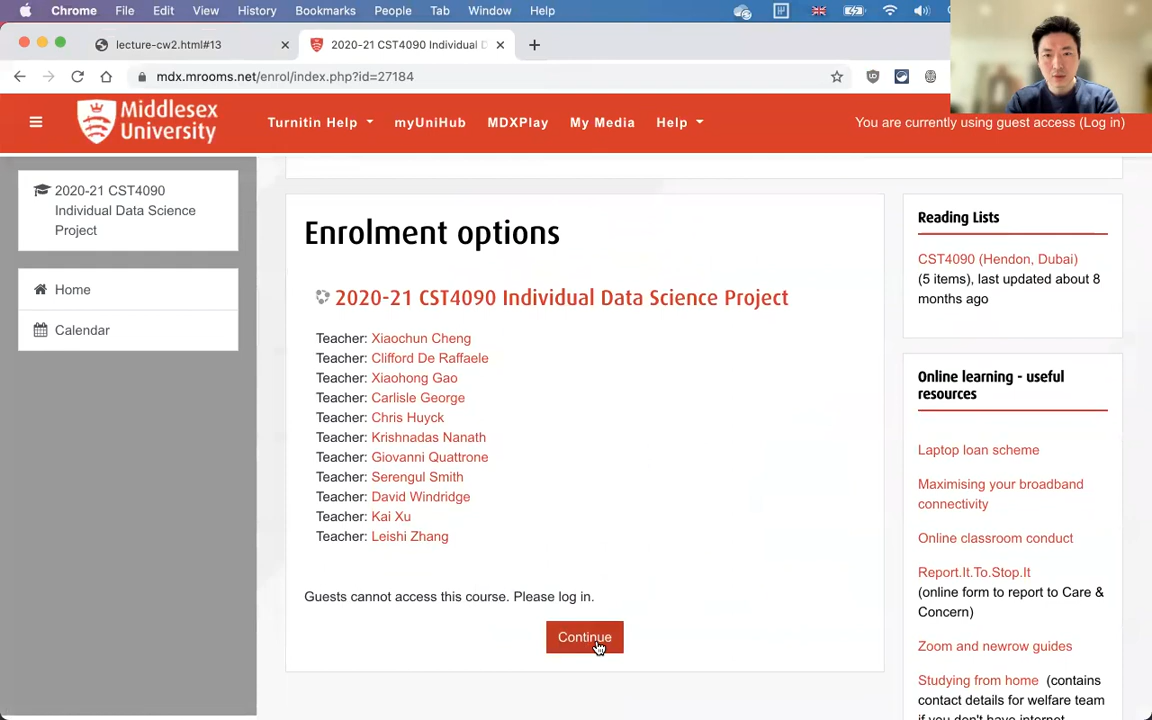 Chrome File Edit View History Bookmarks People Tab Window Help
lecture-cw2.html#13
2020-21 CST4090 Individual D
mdx.mrooms.net/enrol/index.php?id=27184
Middlesex
University
Turnitin Help myUniHub MDXPlay My Media Help
You are currently using guest access (Log in)
2020-21 CST4090
Individual Data Science
Project
Home
Calendar
Enrolment options
2020-21 CST4090 Individual Data Science Project
Teacher: Xiaochun Cheng
Teacher: Clifford De Raffaele
Teacher: Xiaohong Gao
Teacher: Carlisle George
Teacher: Chris Huyck
Teacher: Krishnadas Nanath
Teacher: Giovanni Quattrone
Teacher: Serengul Smith
Teacher: David Windridge
Teacher: Kai Xu
Teacher: Leishi Zhang
Guests cannot access this course. Please log in.
Continue
Reading Lists
CST4090 (Hendon, Dubai)
(5 items), last updated about 8
months ago
Online learning - useful
resources
Laptop loan scheme
Maximising your broadband
connectivity
Online classroom conduct
Report.It.To.Stop.It
(online form to report to Care &
Concern)
Zoom and newrow guides
Studying from home (contains
contact details for welfare team
if you don't have internet